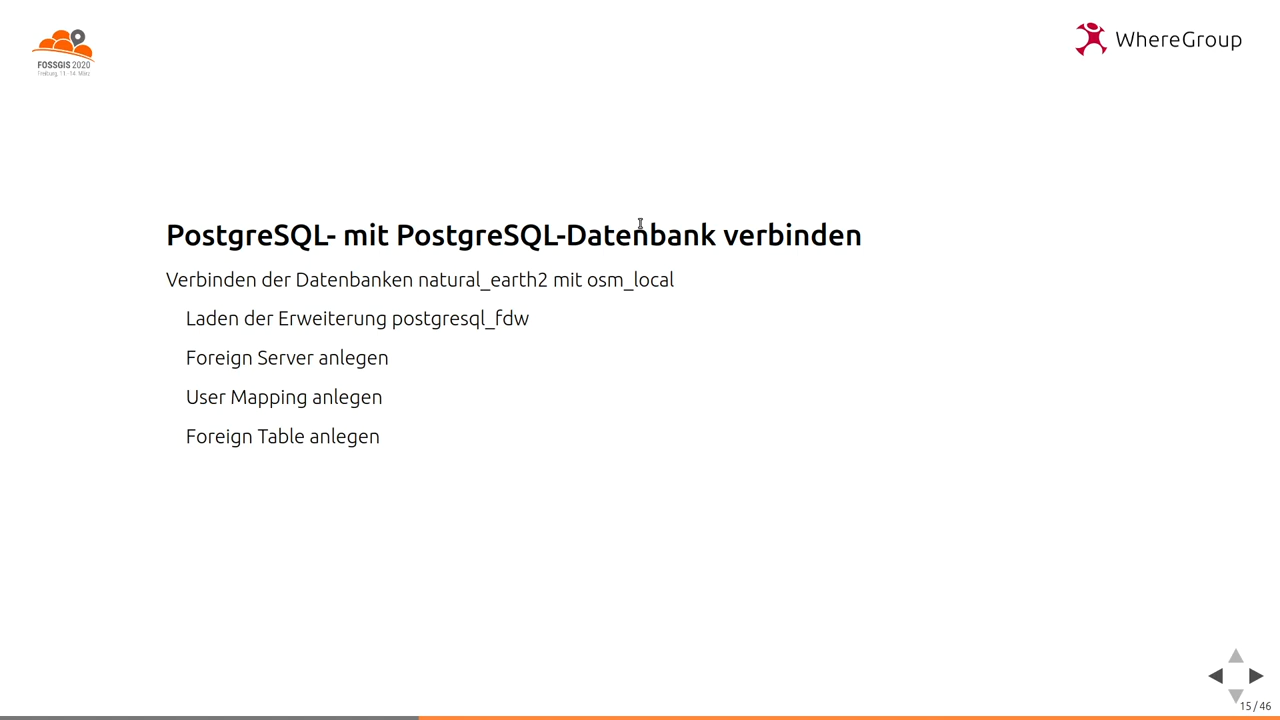 FOSSGIS 2020
Freiburg, 11.-14. März
WhereGroup
PostgreSQL- mit PostgreSQL-Datenbank verbinden
Verbinden der Datenbanken natural_earth2 mit osm_local
Laden der Erweiterung postgresql_fdw
Foreign Server anlegen
User Mapping anlegen
Foreign Table anlegen
15 / 46